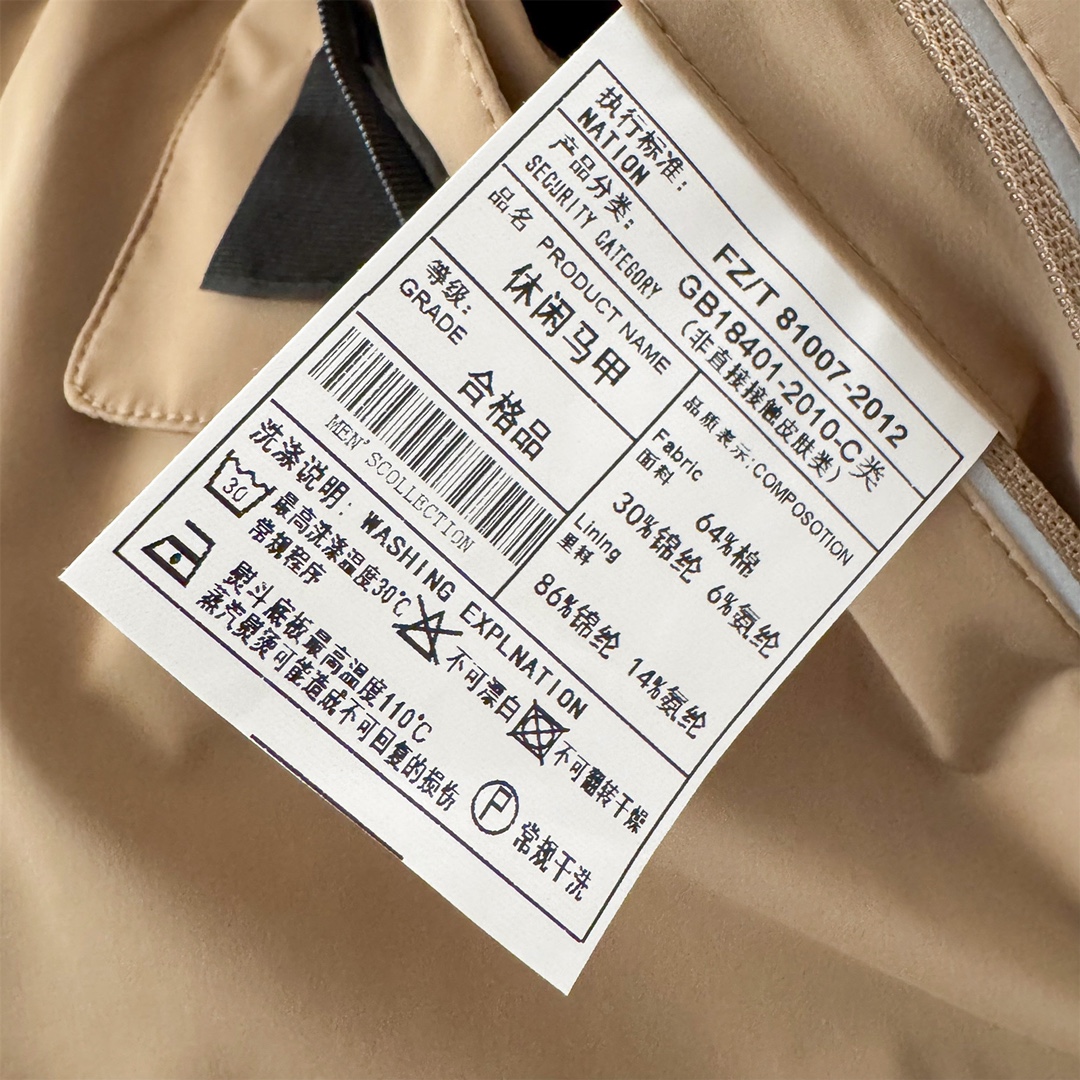 执行标准:
NATION
FZ/T 81007-2012
产品分类:
SECURITY CATEGORY
GB18401-2010-C类
(非直接接触皮肤类)
品名 PRODUCT NAME
休闲马甲
等级:
GRADE
合格品
MEN'SCOLLECTION
品质表示:COMPOSOTION
Fabric
面料
64%棉
30%锦纶 6%氨纶
Lining
里料
86%锦纶 14%氨纶
洗涤说明: WASHING EXPLNATION
30
最高洗涤温度30℃
常规程序
不可漂白
不可翻转干燥
熨斗底板最高温度110℃
蒸汽熨烫可能造成不可回复的损伤
P
常规干洗